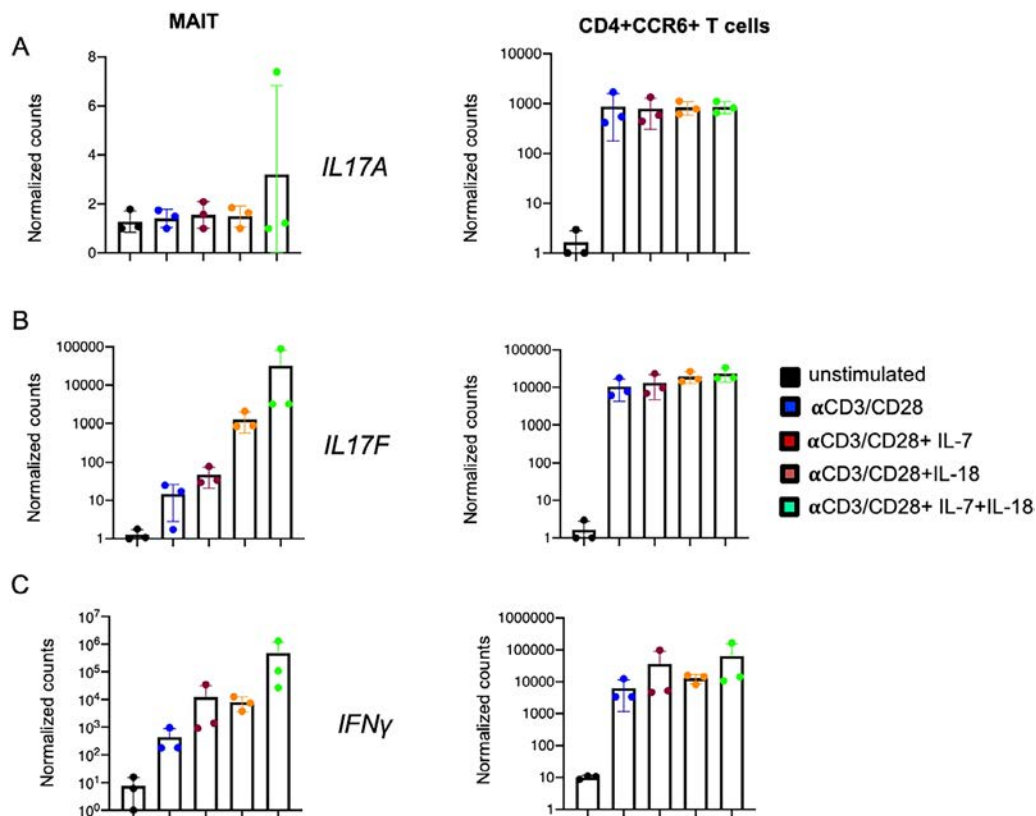 MAIT
CD4+CCR6+ T cells
A
Normalized counts
8
6
4
2
0
IL17A
Normalized counts
10000
1000
100
10
1
B
Normalized counts
100000
10000
1000
100
10
1
IL17F
Normalized counts
100000
10000
1000
100
10
1
unstimulated
αCD3/CD28
αCD3/CD28+ IL-7
αCD3/CD28+IL-18
αCD3/CD28+ IL-7+IL-18
C
Normalized counts
10⁷
10⁶
10⁵
10⁴
10³
10²
10¹
10⁰
IFNγ
Normalized counts
1000000
100000
10000
1000
100
10
1